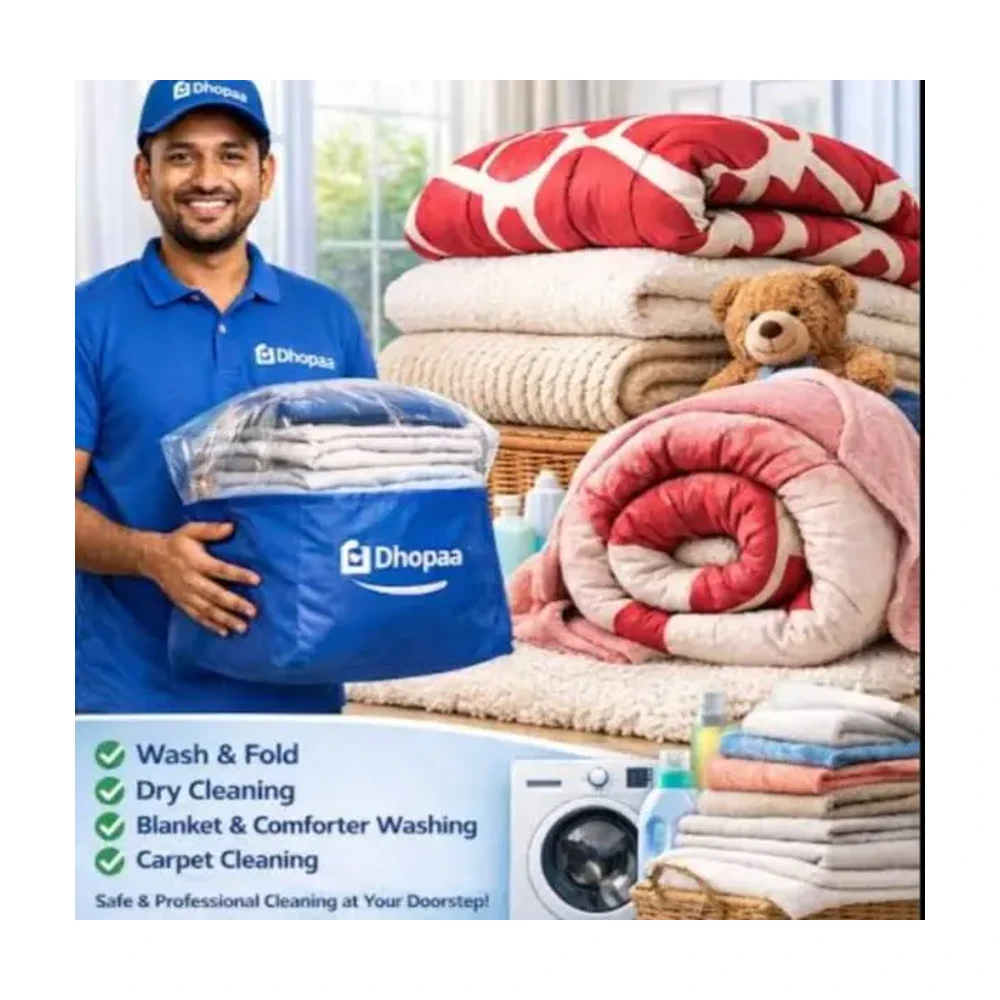 Dhopaa
Dhopaa
Dhopaa
Wash & Fold
Dry Cleaning
Blanket & Comforter Washing
Carpet Cleaning
Safe & Professional Cleaning at Your Doorstep!